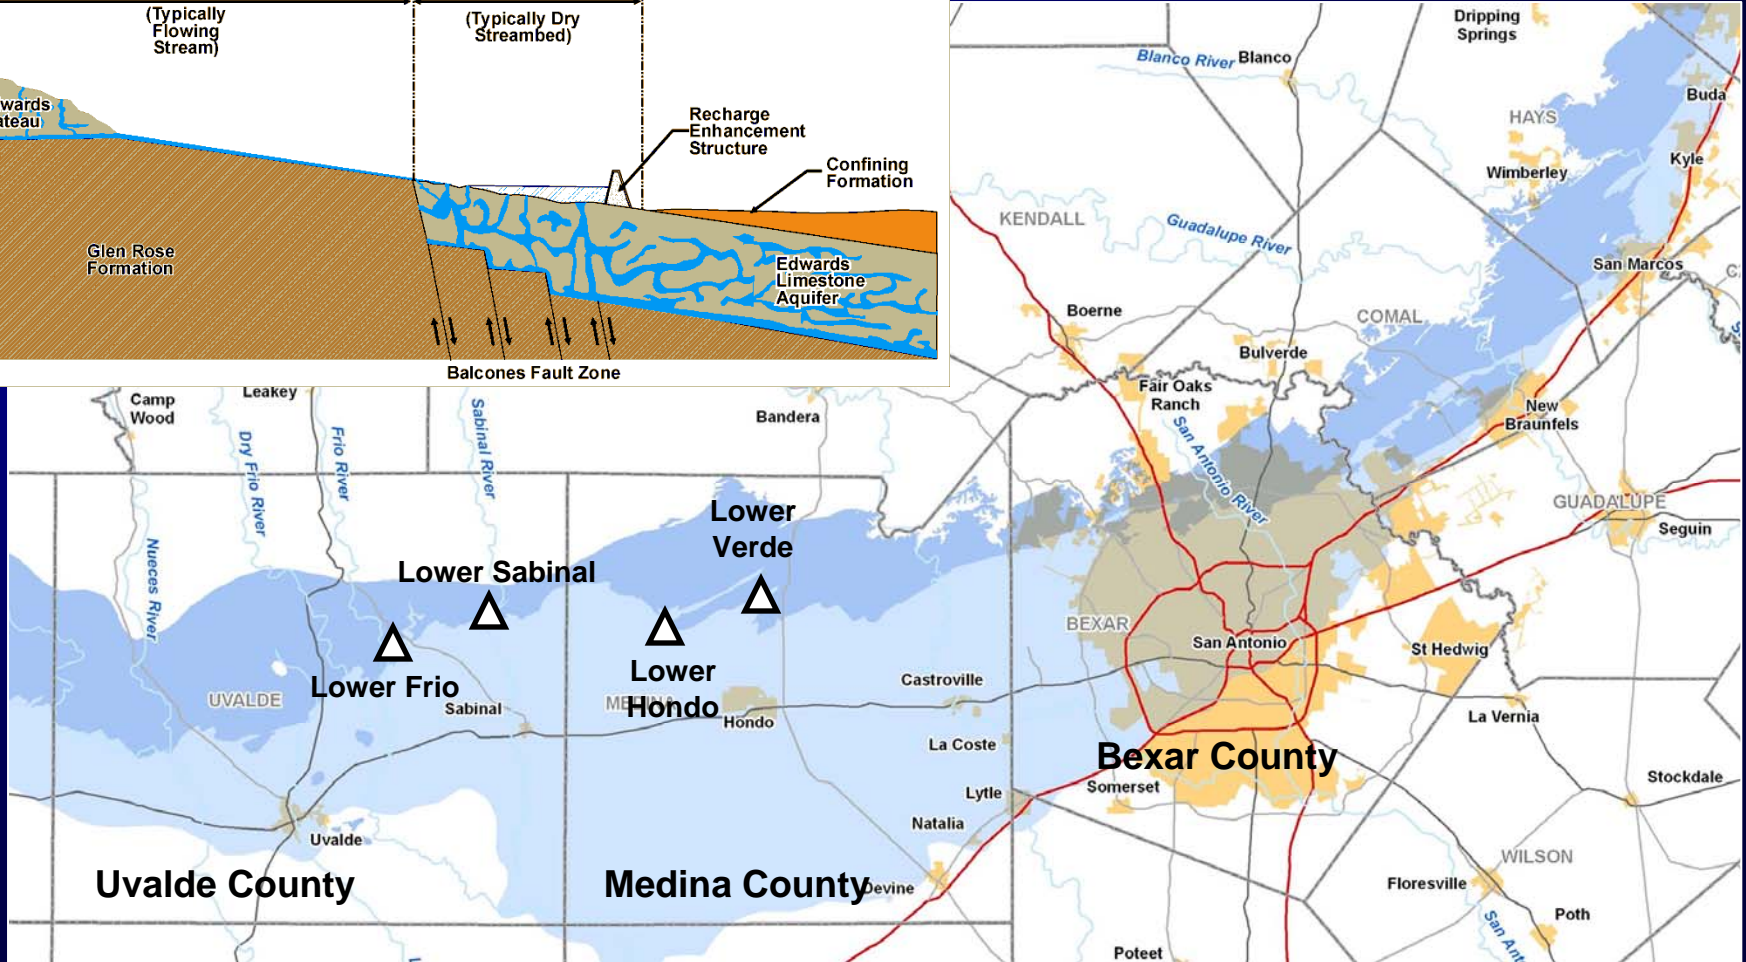 (Typically
Flowing
Stream)
(Typically Dry
Streambed)
Recharge
Enhancement
Structure
Confining
Formation
Glen Rose
Formation
Edwards
Limestone
Aquifer
Balcones Fault Zone
Dripping
Springs
Blanco River
Blanco
Buda
HAYS
Kyle
Wimberley
KENDALL
Guadalupe River
San Marcos
Boerne
COMAL
Bulverde
Fair Oaks
Ranch
New
Braunfels
Camp
Wood
Leakey
Bandera
Dry Frio River
Frio River
Sabinal River
San Antonio River
Nueces River
Lower
Verde
GUADALUPE
Seguin
Lower Sabinal
BEXAR
San Antonio
St Hedwig
Lower Frio
UVALDE
Sabinal
Lower
Hondo
MEDINA
Hondo
Castroville
La Vernia
La Coste
Bexar County
Somerset
Stockdale
Lytle
Natalia
Uvalde
Uvalde County
Medina County
Devine
WILSON
Floresville
Poth
Poteet